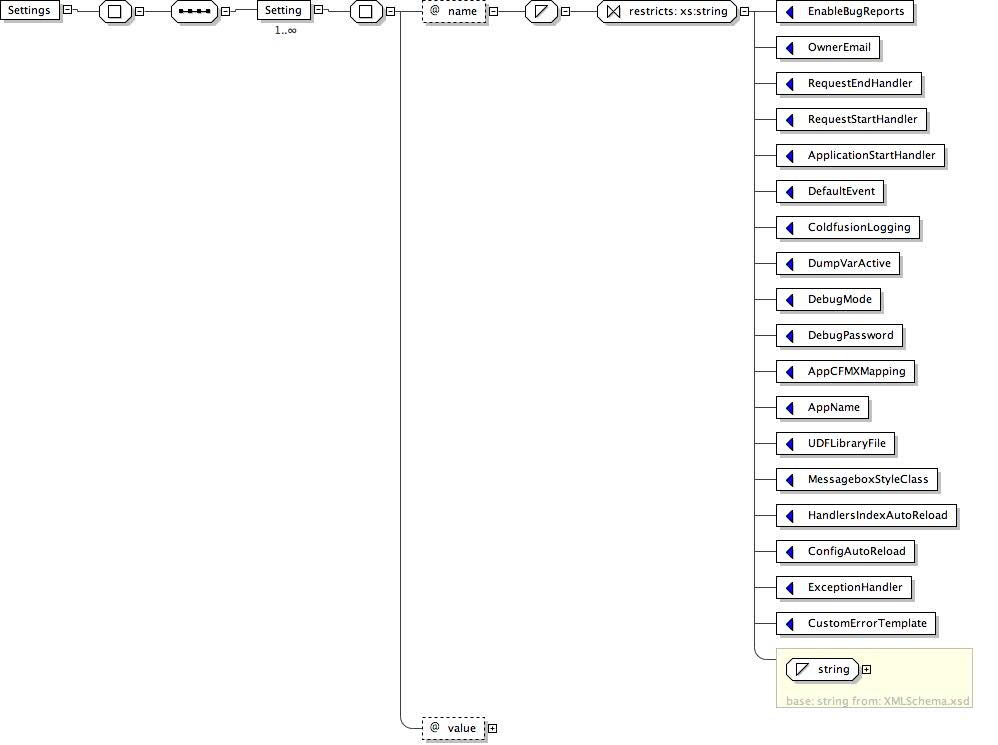 Settings
Setting
1..∞
@ name
restricts: xs:string
EnableBugReports
OwnerEmail
RequestEndHandler
RequestStartHandler
ApplicationStartHandler
DefaultEvent
ColdfusionLogging
DumpVarActive
DebugMode
DebugPassword
AppCFMXMapping
AppName
UDFLibraryFile
MessageboxStyleClass
HandlersIndexAutoReload
ConfigAutoReload
ExceptionHandler
CustomErrorTemplate
string
base: string from: XMLSchema.xsd
@ value